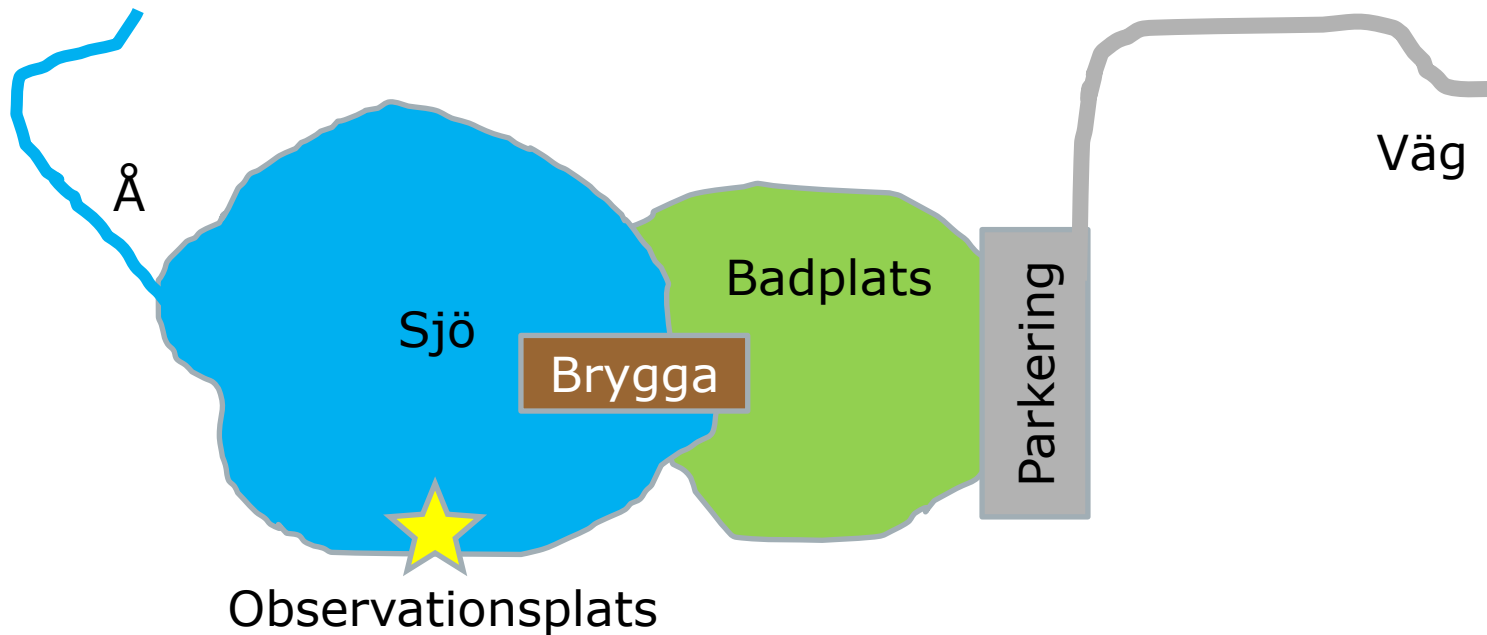 Å
Väg
Badplats
Sjö
Brygga
Parkering
Observationsplats